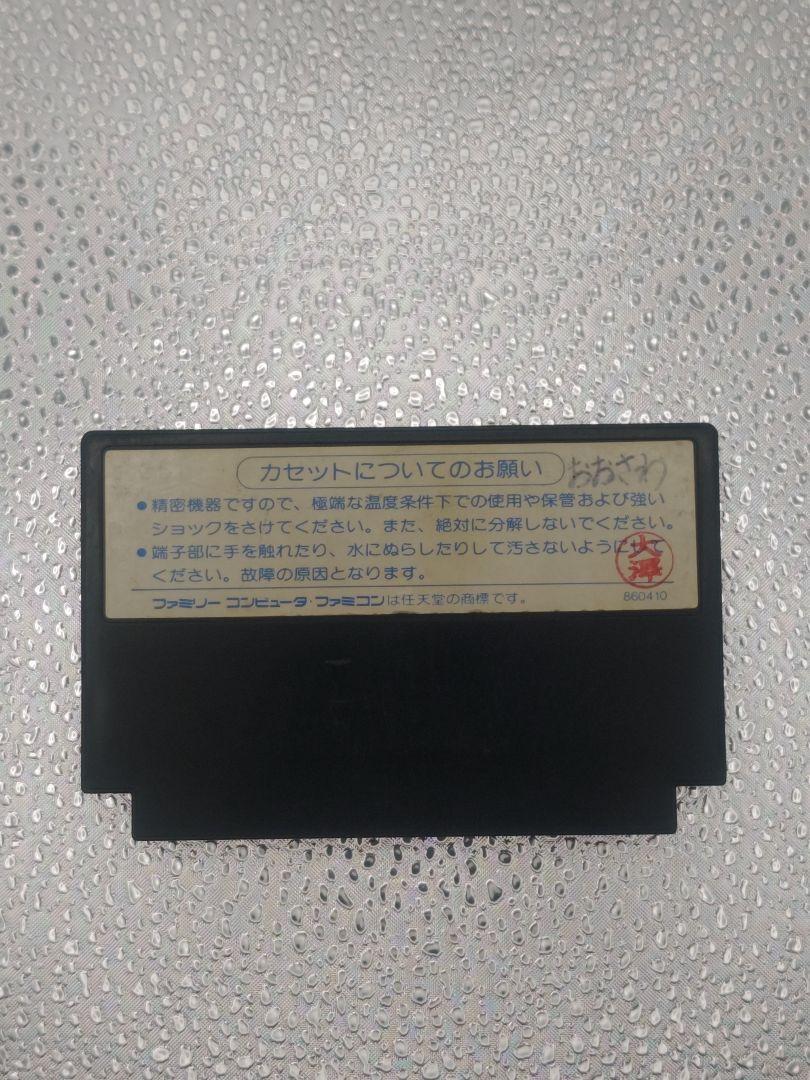 カセットについてのお願い おおさわ
●精密機器ですので、極端な温度条件下での使用や保管および強い
ショックをさけてください。また、絶対に分解しないでください。
●端子部に手を触れたり、水にぬらしたりして汚さないようにして
ください。故障の原因となります。
大澤
ファミリー コンピュータ・ファミコンは任天堂の商標です。
860410